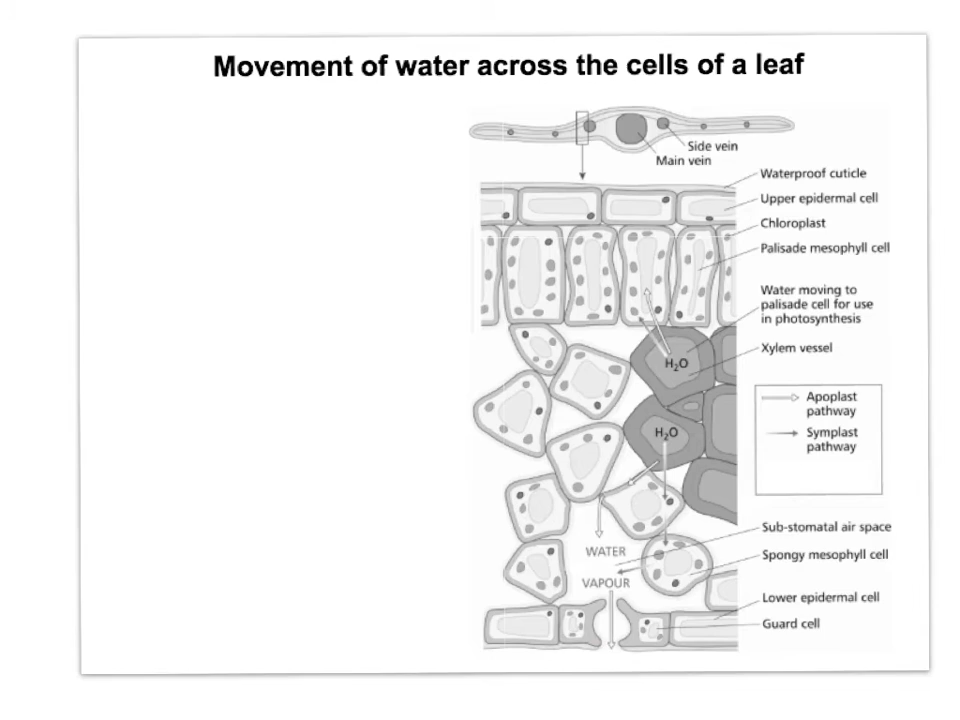 Movement of water across the cells of a leaf
Side vein
Main vein
Waterproof cuticle
Upper epidermal cell
Chloroplast
Palisade mesophyll cell
Water moving to
palisade cell for use
in photosynthesis
Xylem vessel
H₂O
Apoplast
pathway
H₂O
Symplast
pathway
Sub-stomatal air space
WATER
Spongy mesophyll cell
VAPOUR
Lower epidermal cell
Guard cell